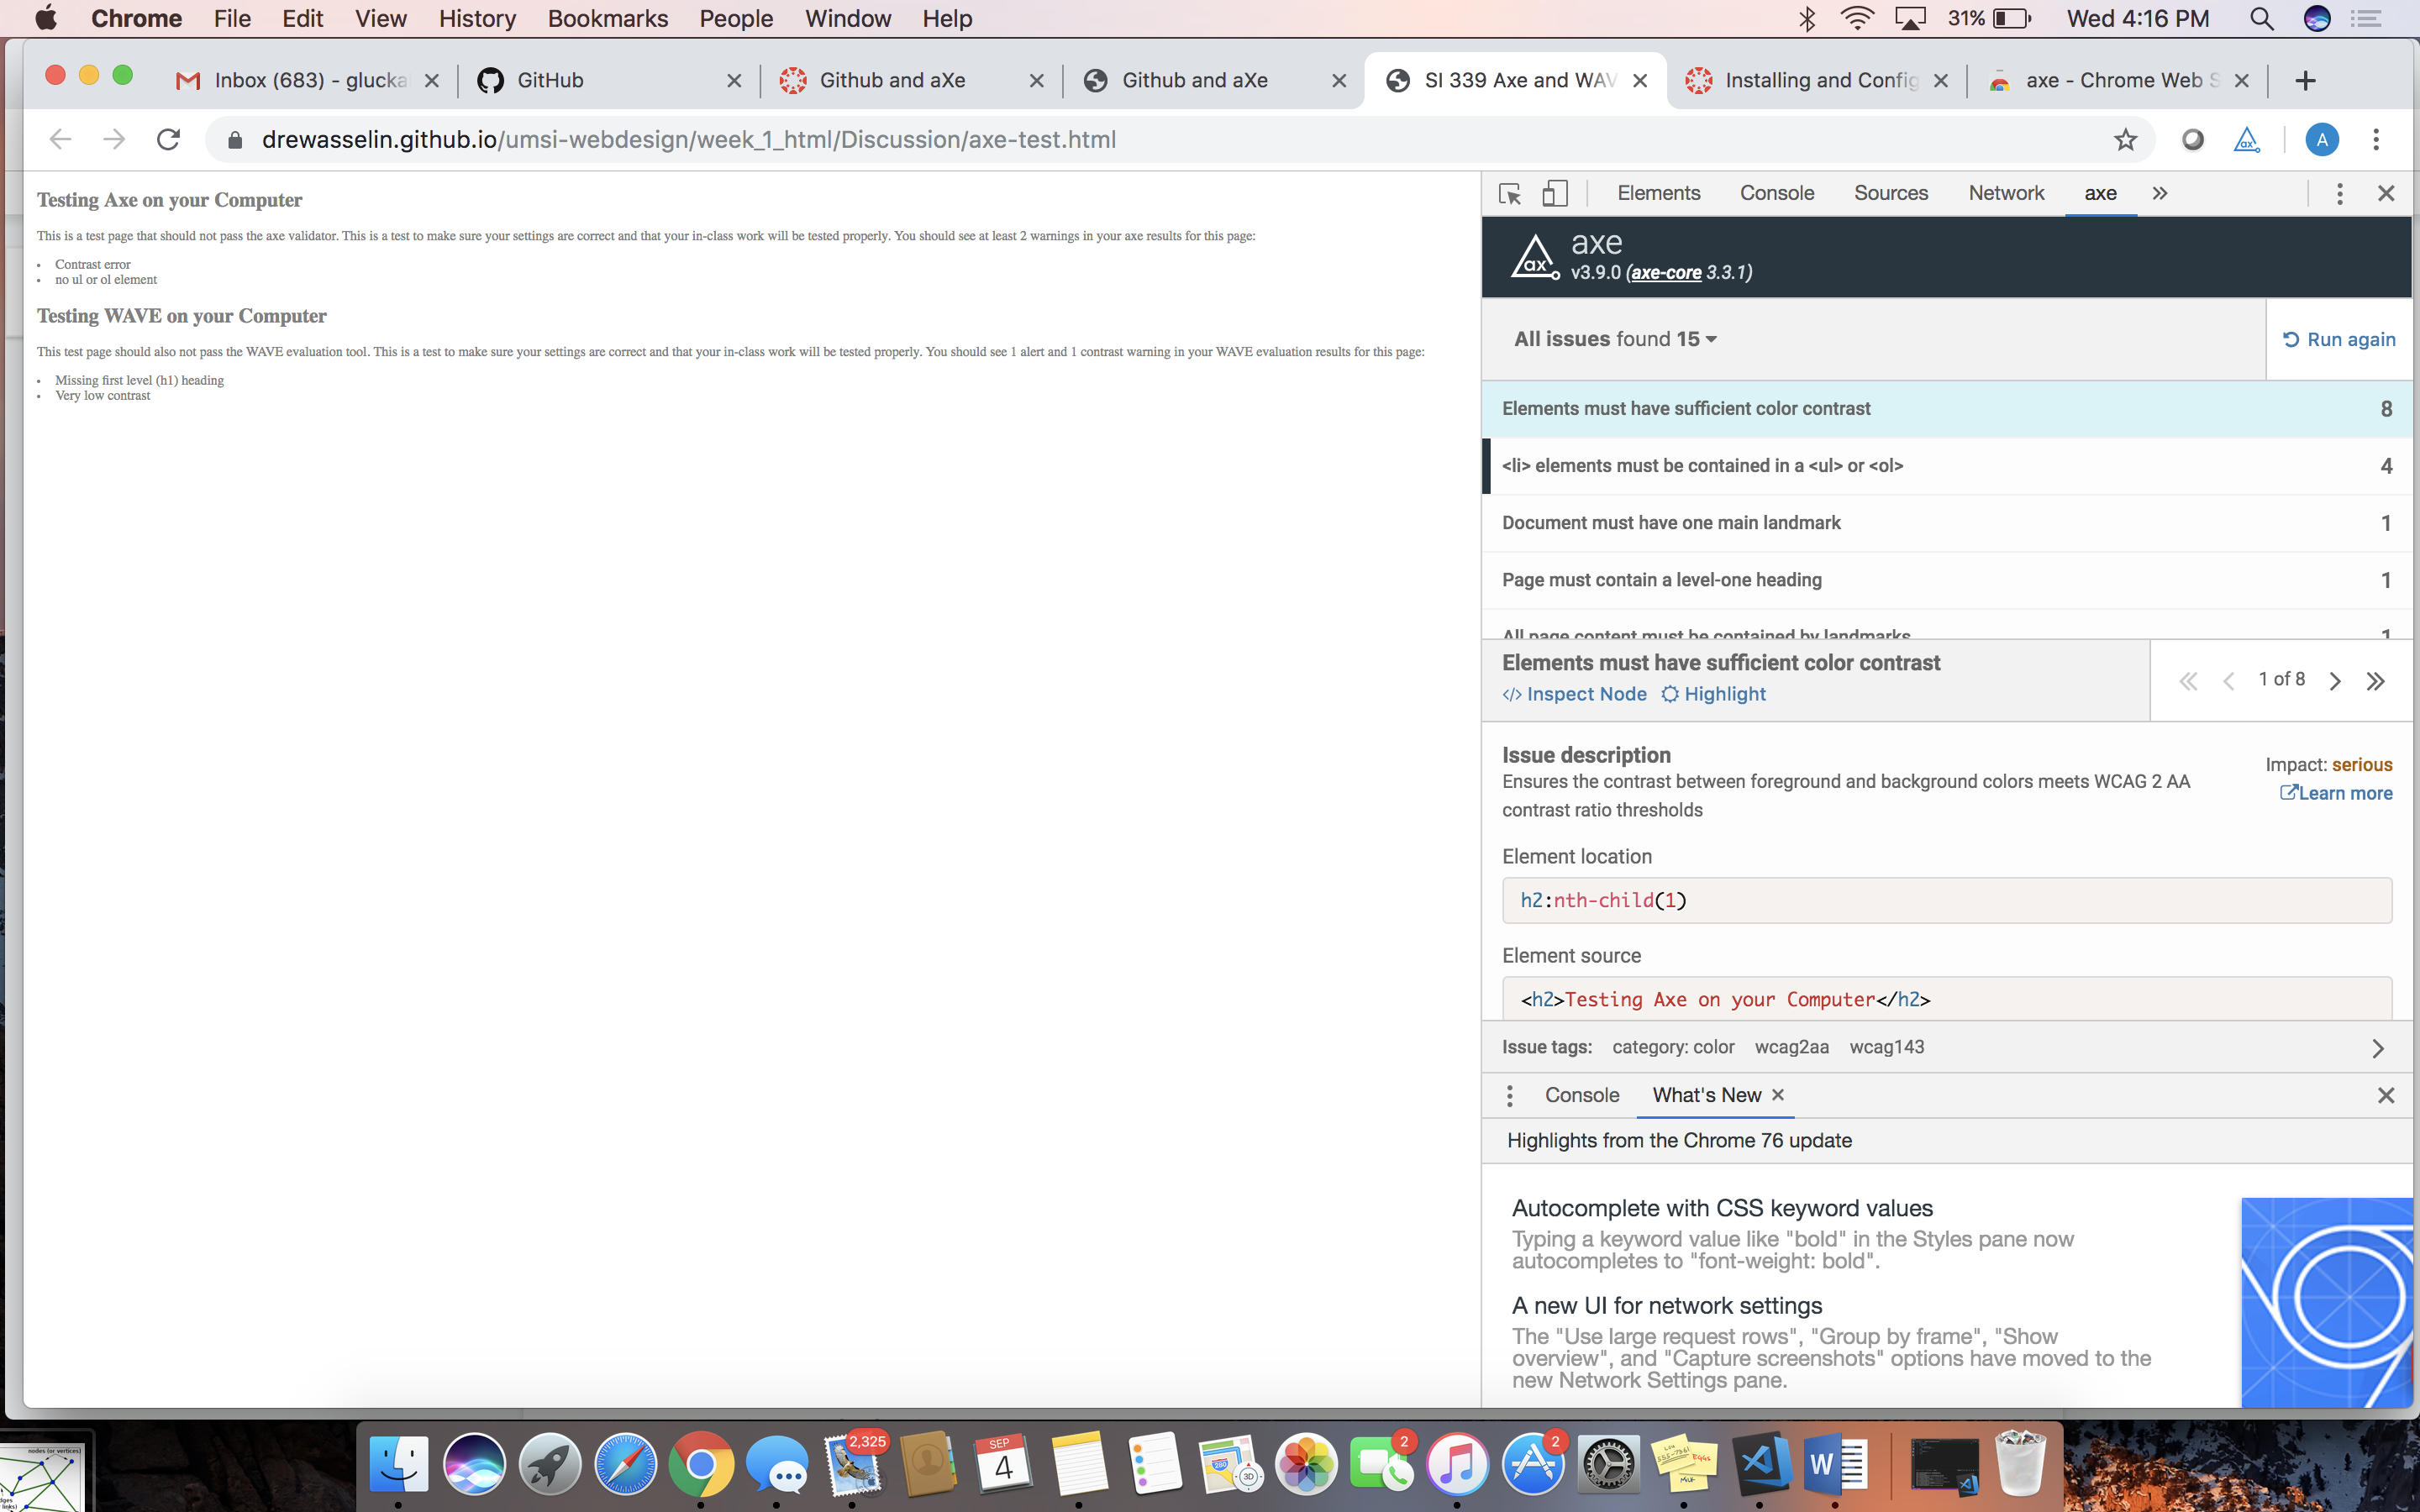 Chrome File Edit View History Bookmarks People Window Help 31% Wed 4:16 PM
Inbox (683) - glucka GitHub Github and aXe Github and aXe SI 339 Axe and WAV Installing and Config axe - Chrome Web S
drewasselin.github.io/umsi-webdesign/week_1_html/Discussion/axe-test.html ax A
Testing Axe on your Computer
This is a test page that should not pass the axe validator. This is a test to make sure your settings are correct and that your in-class work will be tested properly. You should see at least 2 warnings in your axe results for this page:
• Contrast error
• no ul or ol element
Testing WAVE on your Computer
This test page should also not pass the WAVE evaluation tool. This is a test to make sure your settings are correct and that your in-class work will be tested properly. You should see 1 alert and 1 contrast warning in your WAVE evaluation results for this page:
• Missing first level (h1) heading
• Very low contrast
Elements Console Sources Network axe »
ax axe
v3.9.0 (axe-core 3.3.1)
All issues found 15 Run again
Elements must have sufficient color contrast 8
<li> elements must be contained in a <ul> or <ol> 4
Document must have one main landmark 1
Page must contain a level-one heading 1
All page content must be contained by landmarks 1
Elements must have sufficient color contrast
</> Inspect Node Highlight « ‹ 1 of 8 › »
Issue description
Ensures the contrast between foreground and background colors meets WCAG 2 AA
contrast ratio thresholds
Impact: serious
Learn more
Element location
h2:nth-child(1)
Element source
<h2>Testing Axe on your Computer</h2>
Issue tags: category: color wcag2aa wcag143
Console What's New
Highlights from the Chrome 76 update
Autocomplete with CSS keyword values
Typing a keyword value like "bold" in the Styles pane now
autocompletes to "font-weight: bold".
A new UI for network settings
The "Use large request rows", "Group by frame", "Show
overview", and "Capture screenshots" options have moved to the
new Network Settings pane.
nodes (or vertices)
2,325 SEP 4 280 3D 2 2 W